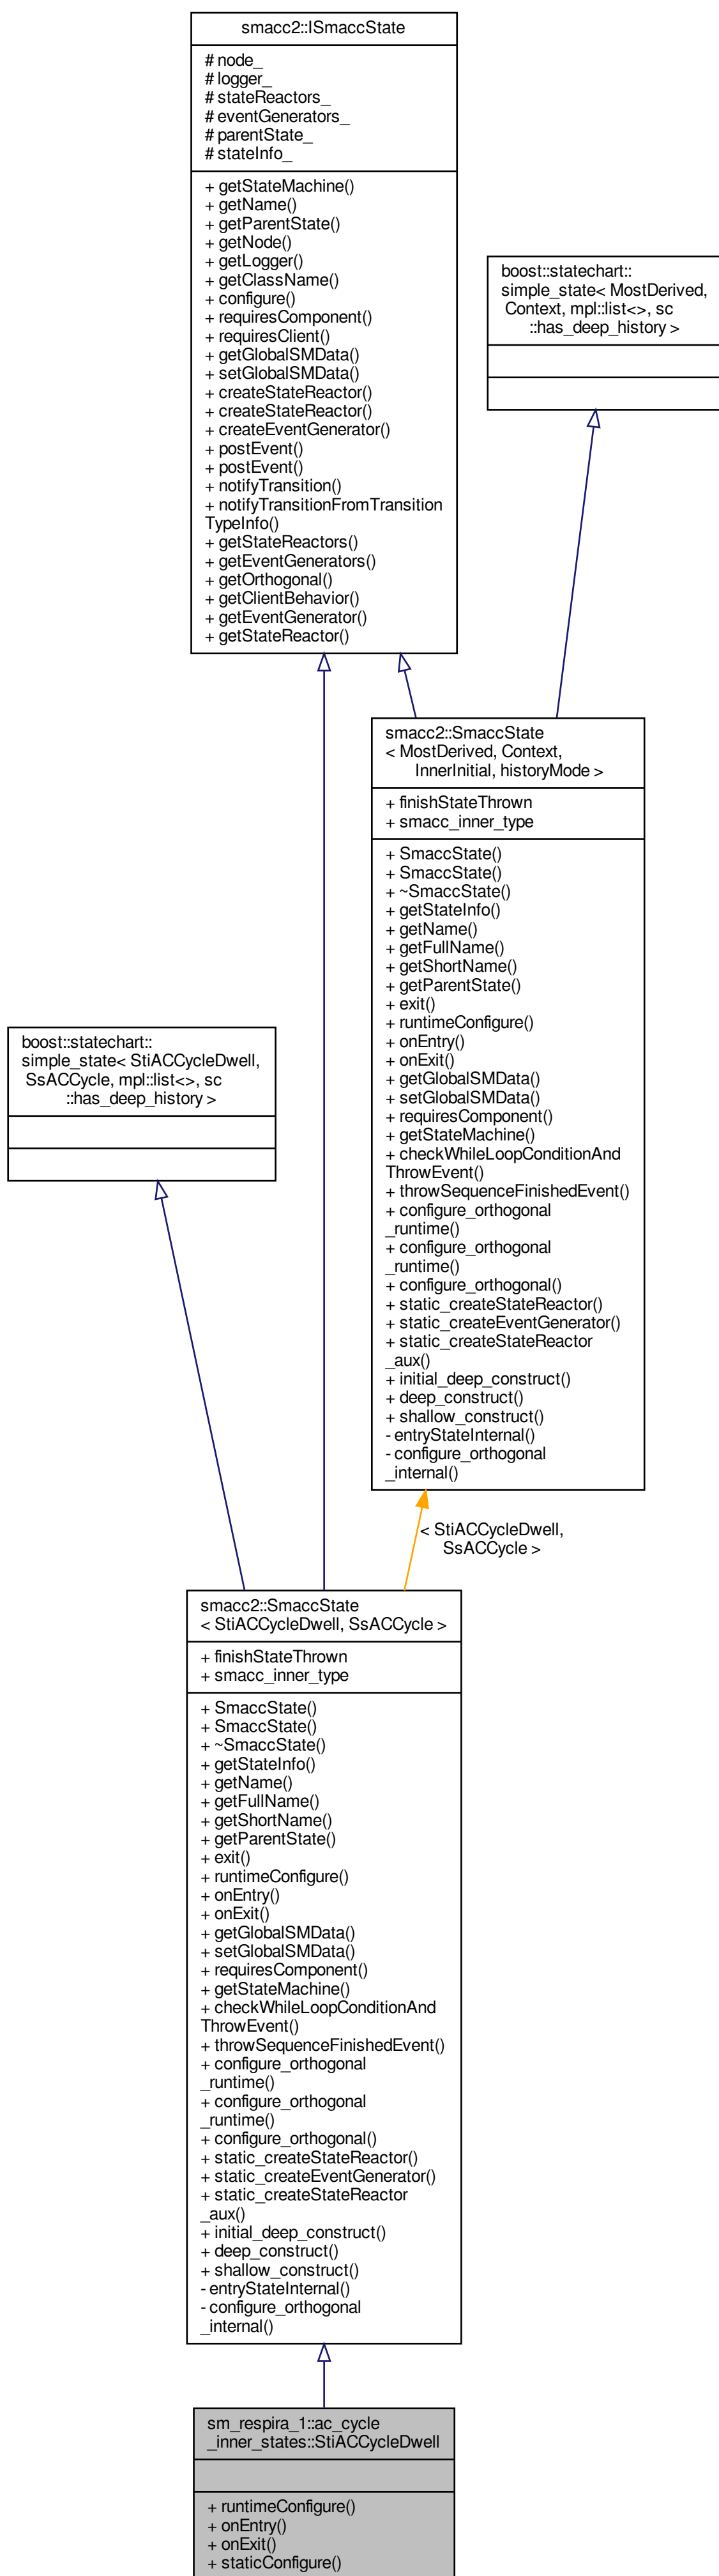 smacc2::ISmaccState
# node_
# logger_
# stateReactors_
# eventGenerators_
# parentState_
# stateInfo_
+ getStateMachine()
+ getName()
+ getParentState()
+ getNode()
+ getLogger()
+ getClassName()
+ configure()
+ requiresComponent()
+ requiresClient()
+ getGlobalSMData()
+ setGlobalSMData()
+ createStateReactor()
+ createStateReactor()
+ createEventGenerator()
+ postEvent()
+ postEvent()
+ notifyTransition()
+ notifyTransitionFromTransition
TypeInfo()
+ getStateReactors()
+ getEventGenerators()
+ getOrthogonal()
+ getClientBehavior()
+ getEventGenerator()
+ getStateReactor()
boost::statechart::
simple_state< MostDerived,
Context, mpl::list<>, sc
::has_deep_history >
smacc2::SmaccState
< MostDerived, Context,
InnerInitial, historyMode >
+ finishStateThrown
+ smacc_inner_type
+ SmaccState()
+ SmaccState()
+ ~SmaccState()
+ getStateInfo()
+ getName()
+ getFullName()
+ getShortName()
+ getParentState()
+ exit()
+ runtimeConfigure()
+ onEntry()
+ onExit()
+ getGlobalSMData()
+ setGlobalSMData()
+ requiresComponent()
+ getStateMachine()
+ checkWhileLoopConditionAnd
ThrowEvent()
+ throwSequenceFinishedEvent()
+ configure_orthogonal
_runtime()
+ configure_orthogonal
_runtime()
+ configure_orthogonal()
+ static_createStateReactor()
+ static_createEventGenerator()
+ static_createStateReactor
_aux()
+ initial_deep_construct()
+ deep_construct()
+ shallow_construct()
- entryStateInternal()
- configure_orthogonal
_internal()
boost::statechart::
simple_state< StiACCycleDwell,
SsACCycle, mpl::list<>, sc
::has_deep_history >
< StiACCycleDwell,
SsACCycle >
smacc2::SmaccState
< StiACCycleDwell, SsACCycle >
+ finishStateThrown
+ smacc_inner_type
+ SmaccState()
+ SmaccState()
+ ~SmaccState()
+ getStateInfo()
+ getName()
+ getFullName()
+ getShortName()
+ getParentState()
+ exit()
+ runtimeConfigure()
+ onEntry()
+ onExit()
+ getGlobalSMData()
+ setGlobalSMData()
+ requiresComponent()
+ getStateMachine()
+ checkWhileLoopConditionAnd
ThrowEvent()
+ throwSequenceFinishedEvent()
+ configure_orthogonal
_runtime()
+ configure_orthogonal
_runtime()
+ configure_orthogonal()
+ static_createStateReactor()
+ static_createEventGenerator()
+ static_createStateReactor
_aux()
+ initial_deep_construct()
+ deep_construct()
+ shallow_construct()
- entryStateInternal()
- configure_orthogonal
_internal()
sm_respira_1::ac_cycle
_inner_states::StiACCycleDwell
+ runtimeConfigure()
+ onEntry()
+ onExit()
+ staticConfigure()